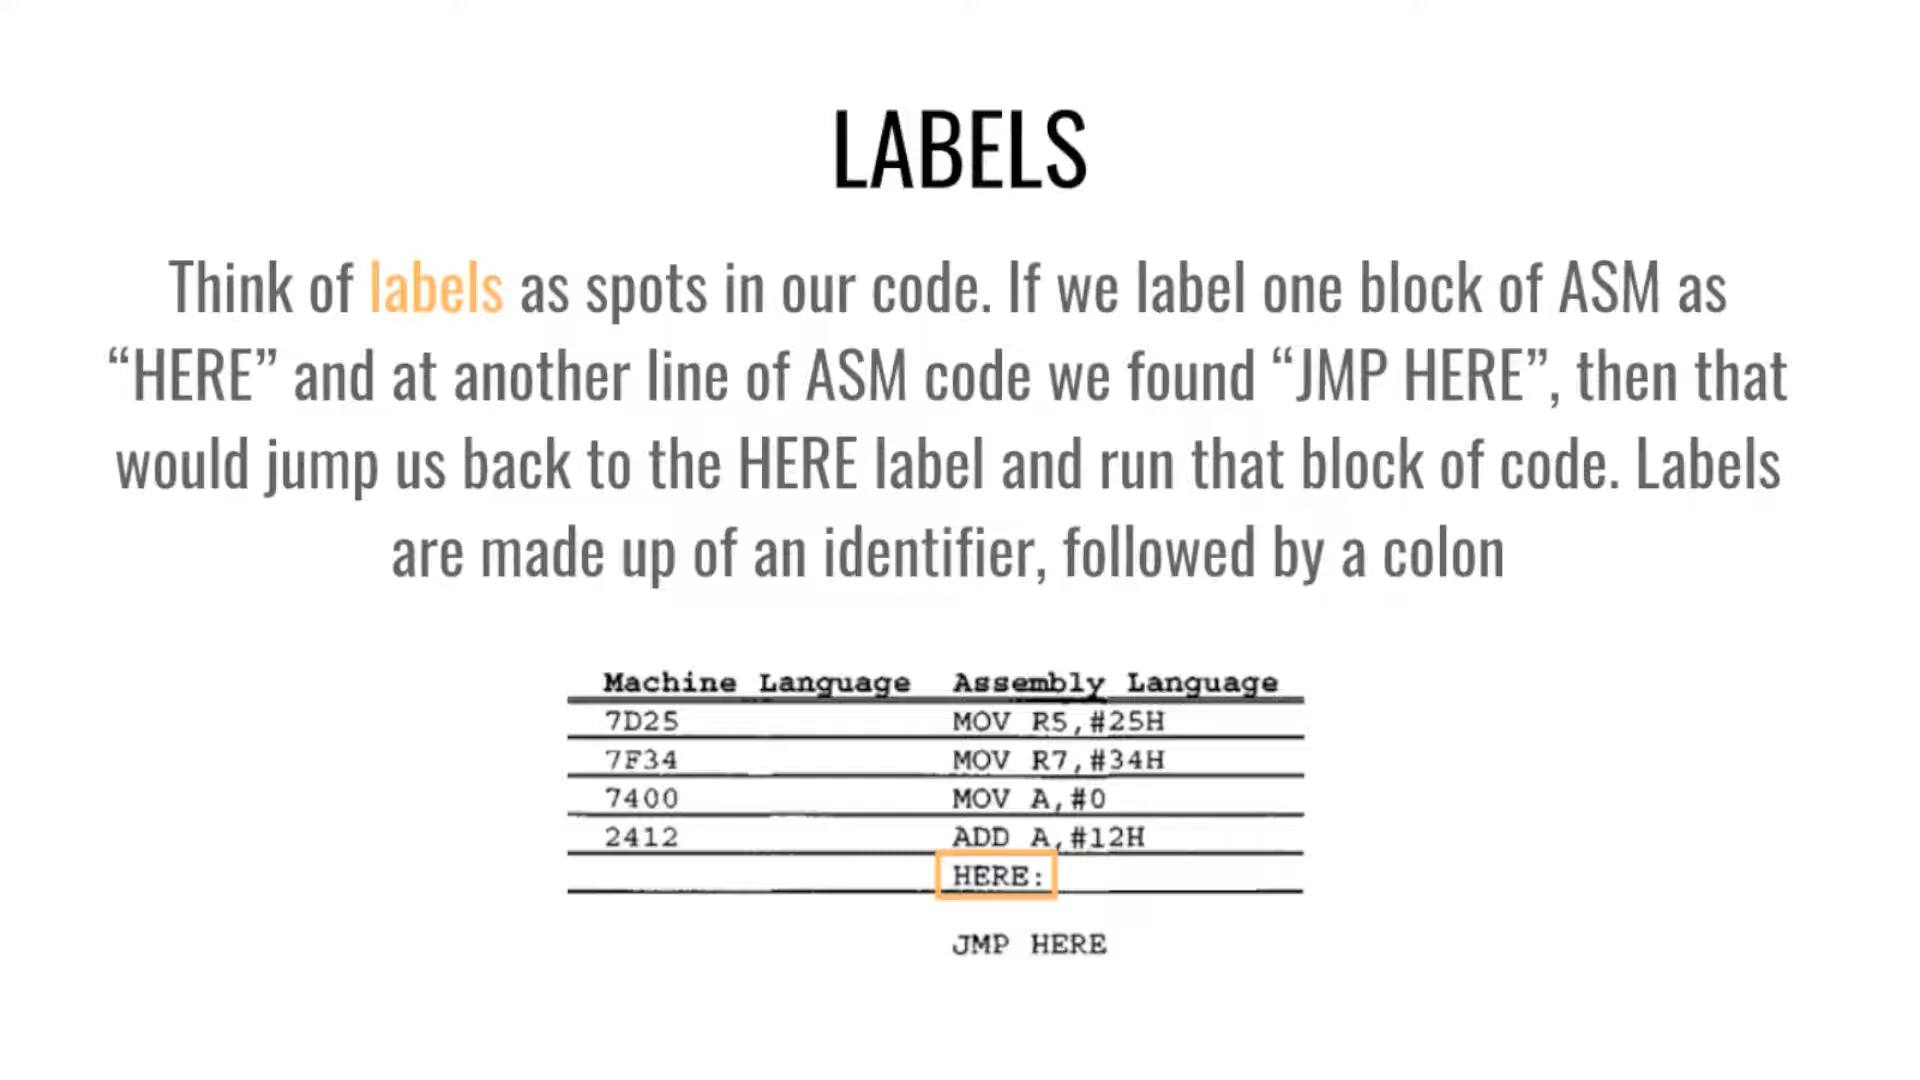 LABELS
Think of labels as spots in our code. If we label one block of ASM as
“HERE” and at another line of ASM code we found “JMP HERE”, then that
would jump us back to the HERE label and run that block of code. Labels
are made up of an identifier, followed by a colon
Machine Language Assembly Language
7D25 MOV R5,#25H
7F34 MOV R7,#34H
7400 MOV A,#0
2412 ADD A,#12H
HERE:
JMP HERE